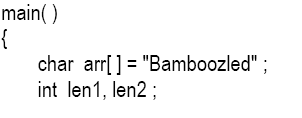 main( )
{
char arr[ ] = "Bamboozled" ;
int len1, len2 ;